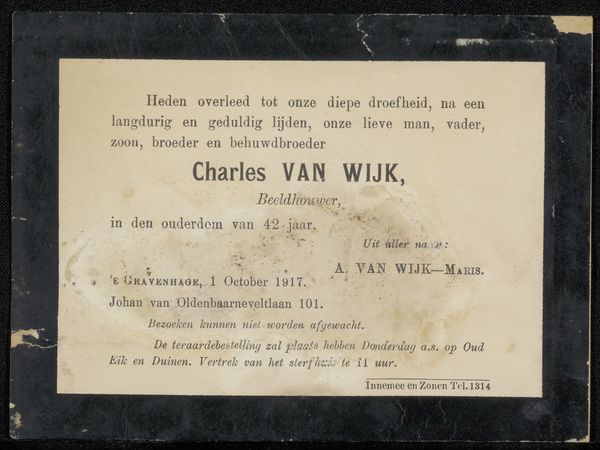 Heden overleed tot onze diepe droefheid, na een
langdurig en geduldig lijden, onze lieve man, vader,
zoon, broeder en behuwdbroeder
Charles VAN WIJK,
Beeldhouwer,
in den ouderdom van 42 jaar.
Uit aller naam:
A. VAN WIJK—MARIS.
'S GRAVENHAGE, 1 October 1917.
Johan van Oldenbaarneveltlaan 101.
Bezoeken kunnen niet worden afgewacht.
De teraardebestelling zal plaats hebben Donderdag a.s. op Oud
Eik en Duinen. Vertrek van het sterfhuis te 11 uur.
Innemee en Zonen Tel. 1314